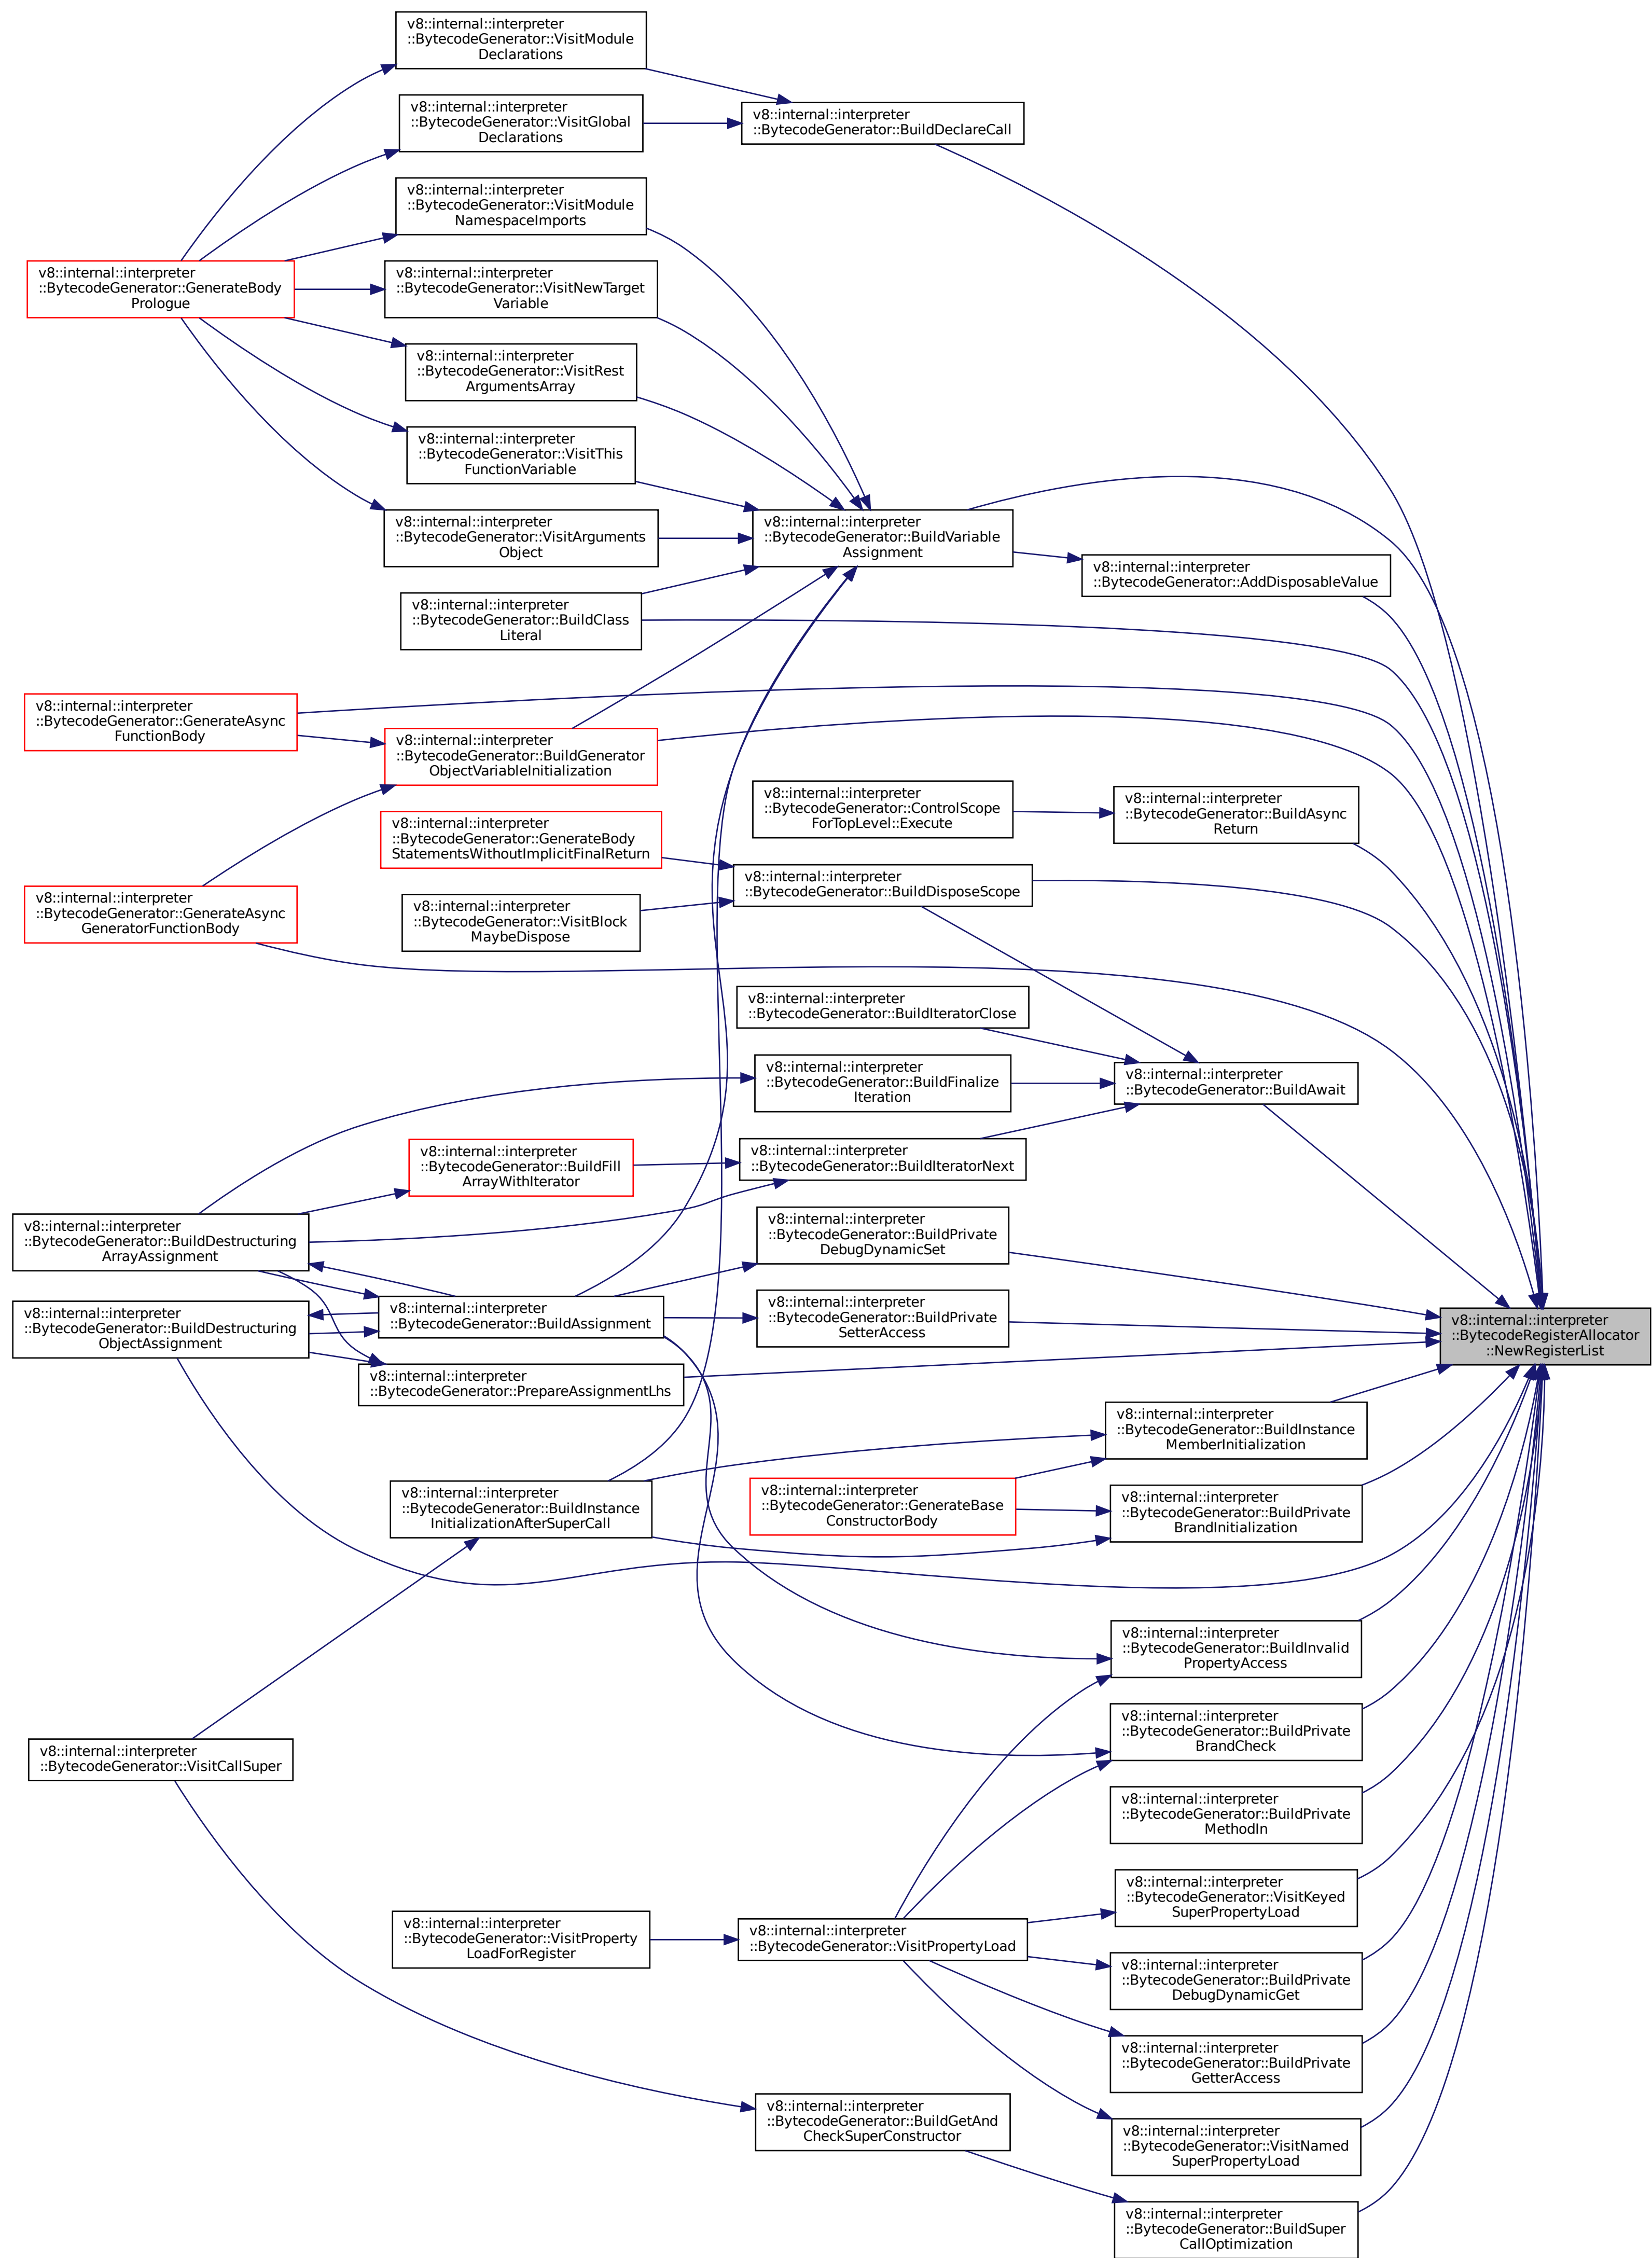 v8::internal::interpreter
::BytecodeGenerator::VisitModule
Declarations
v8::internal::interpreter
::BytecodeGenerator::VisitGlobal
Declarations
v8::internal::interpreter
::BytecodeGenerator::BuildDeclareCall
v8::internal::interpreter
::BytecodeGenerator::VisitModule
NamespaceImports
v8::internal::interpreter
::BytecodeGenerator::GenerateBody
Prologue
v8::internal::interpreter
::BytecodeGenerator::VisitNewTarget
Variable
v8::internal::interpreter
::BytecodeGenerator::VisitRest
ArgumentsArray
v8::internal::interpreter
::BytecodeGenerator::VisitThis
FunctionVariable
v8::internal::interpreter
::BytecodeGenerator::VisitArguments
Object
v8::internal::interpreter
::BytecodeGenerator::BuildVariable
Assignment
v8::internal::interpreter
::BytecodeGenerator::AddDisposableValue
v8::internal::interpreter
::BytecodeGenerator::BuildClass
Literal
v8::internal::interpreter
::BytecodeGenerator::GenerateAsync
FunctionBody
v8::internal::interpreter
::BytecodeGenerator::BuildGenerator
ObjectVariableInitialization
v8::internal::interpreter
::BytecodeGenerator::ControlScope
ForTopLevel::Execute
v8::internal::interpreter
::BytecodeGenerator::BuildAsync
Return
v8::internal::interpreter
::BytecodeGenerator::GenerateBody
StatementsWithoutImplicitFinalReturn
v8::internal::interpreter
::BytecodeGenerator::BuildDisposeScope
v8::internal::interpreter
::BytecodeGenerator::GenerateAsync
GeneratorFunctionBody
v8::internal::interpreter
::BytecodeGenerator::VisitBlock
MaybeDispose
v8::internal::interpreter
::BytecodeGenerator::BuildIteratorClose
v8::internal::interpreter
::BytecodeGenerator::BuildFinalize
Iteration
v8::internal::interpreter
::BytecodeGenerator::BuildAwait
v8::internal::interpreter
::BytecodeGenerator::BuildFill
ArrayWithIterator
v8::internal::interpreter
::BytecodeGenerator::BuildIteratorNext
v8::internal::interpreter
::BytecodeGenerator::BuildDestructuring
ArrayAssignment
v8::internal::interpreter
::BytecodeGenerator::BuildPrivate
DebugDynamicSet
v8::internal::interpreter
::BytecodeGenerator::BuildDestructuring
ObjectAssignment
v8::internal::interpreter
::BytecodeGenerator::BuildAssignment
v8::internal::interpreter
::BytecodeGenerator::BuildPrivate
SetterAccess
v8::internal::interpreter
::BytecodeRegisterAllocator
::NewRegisterList
v8::internal::interpreter
::BytecodeGenerator::PrepareAssignmentLhs
v8::internal::interpreter
::BytecodeGenerator::BuildInstance
MemberInitialization
v8::internal::interpreter
::BytecodeGenerator::BuildInstance
InitializationAfterSuperCall
v8::internal::interpreter
::BytecodeGenerator::GenerateBase
ConstructorBody
v8::internal::interpreter
::BytecodeGenerator::BuildPrivate
BrandInitialization
v8::internal::interpreter
::BytecodeGenerator::BuildInvalid
PropertyAccess
v8::internal::interpreter
::BytecodeGenerator::BuildPrivate
BrandCheck
v8::internal::interpreter
::BytecodeGenerator::VisitCallSuper
v8::internal::interpreter
::BytecodeGenerator::BuildPrivate
MethodIn
v8::internal::interpreter
::BytecodeGenerator::VisitKeyed
SuperPropertyLoad
v8::internal::interpreter
::BytecodeGenerator::VisitProperty
LoadForRegister
v8::internal::interpreter
::BytecodeGenerator::VisitPropertyLoad
v8::internal::interpreter
::BytecodeGenerator::BuildPrivate
DebugDynamicGet
v8::internal::interpreter
::BytecodeGenerator::BuildPrivate
GetterAccess
v8::internal::interpreter
::BytecodeGenerator::BuildGetAnd
CheckSuperConstructor
v8::internal::interpreter
::BytecodeGenerator::VisitNamed
SuperPropertyLoad
v8::internal::interpreter
::BytecodeGenerator::BuildSuper
CallOptimization